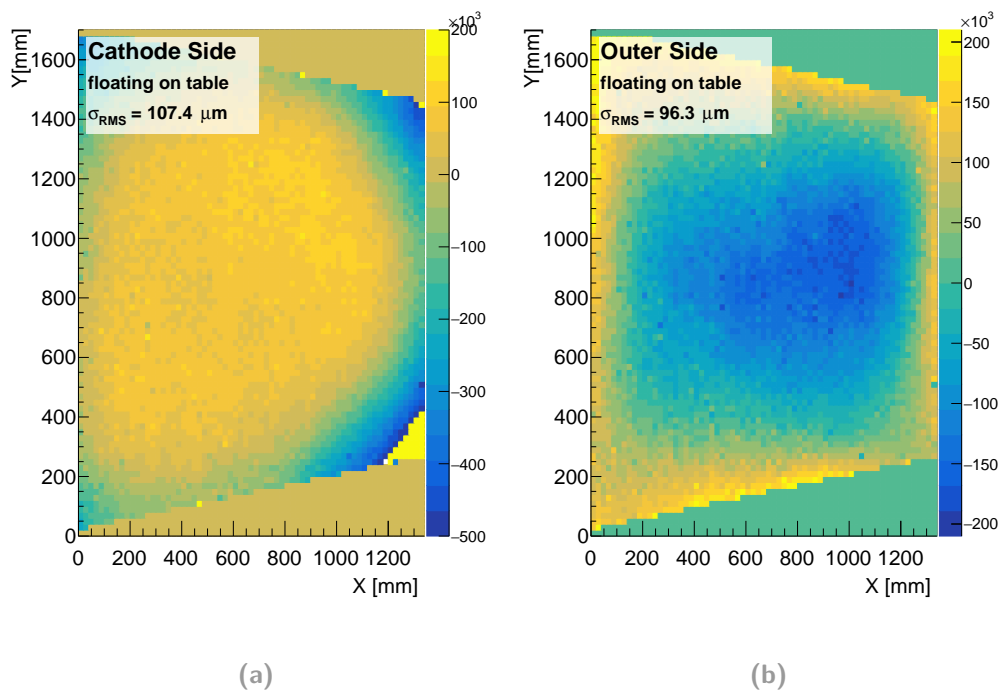 ×10³
Y[mm]
1600
1400
1200
1000
800
600
400
200
0
Cathode Side
floating on table
σRMS = 107.4 μm
200
100
0
−100
−200
−300
−400
−500
0 200 400 600 800 1000 1200
X [mm]
(a)
×10³
Y[mm]
1600
1400
1200
1000
800
600
400
200
0
Outer Side
floating on table
σRMS = 96.3 μm
200
150
100
50
0
−50
−100
−150
−200
0 200 400 600 800 1000 1200
X [mm]
(b)